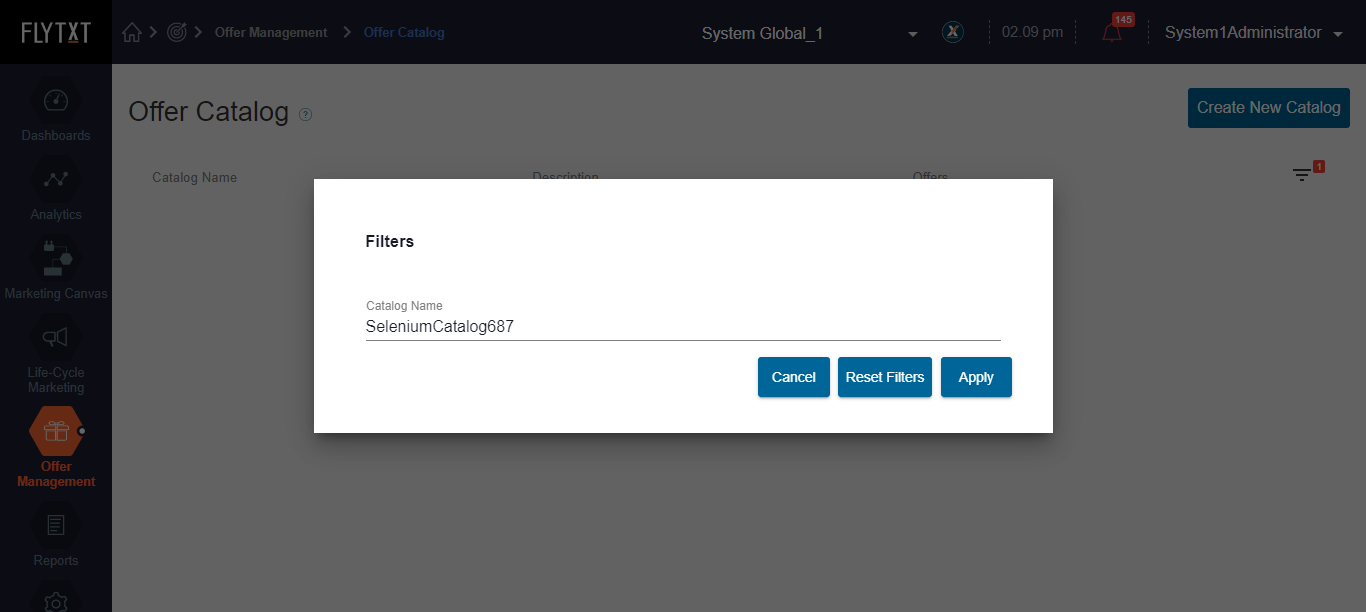 FLYTXT
Offer Management
Offer Catalog
System Global_1
02.09 pm
145
System1Administrator
Dashboards
Analytics
Marketing Canvas
Life-Cycle
Marketing
Offer
Management
Reports
Offer Catalog ?
Create New Catalog
Catalog Name
Description
Offers
1
Filters
Catalog Name
SeleniumCatalog687
Cancel
Reset Filters
Apply